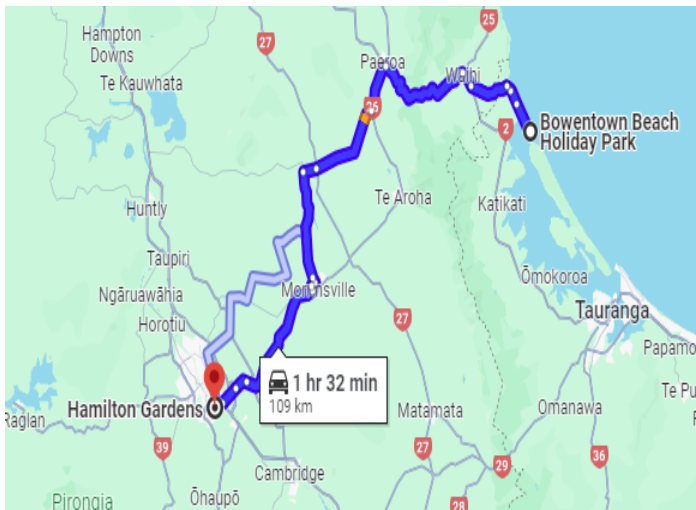 Hampton
Downs
27
25
Paeroa
Te Kauwhata
Waihi
26
Bowentown Beach
Holiday Park
2
Te Aroha
Huntly
Katikati
Taupiri
Ōmokoroa
Ngāruawāhia
Morrinsville
Horotiu
Tauranga
27
Papamo
1 hr 32 min
109 km
Te Pu
Raglan
Hamilton Gardens
Matamata
Omanawa
39
27
29
36
Cambridge
Ōhaupō
Pirongia
28